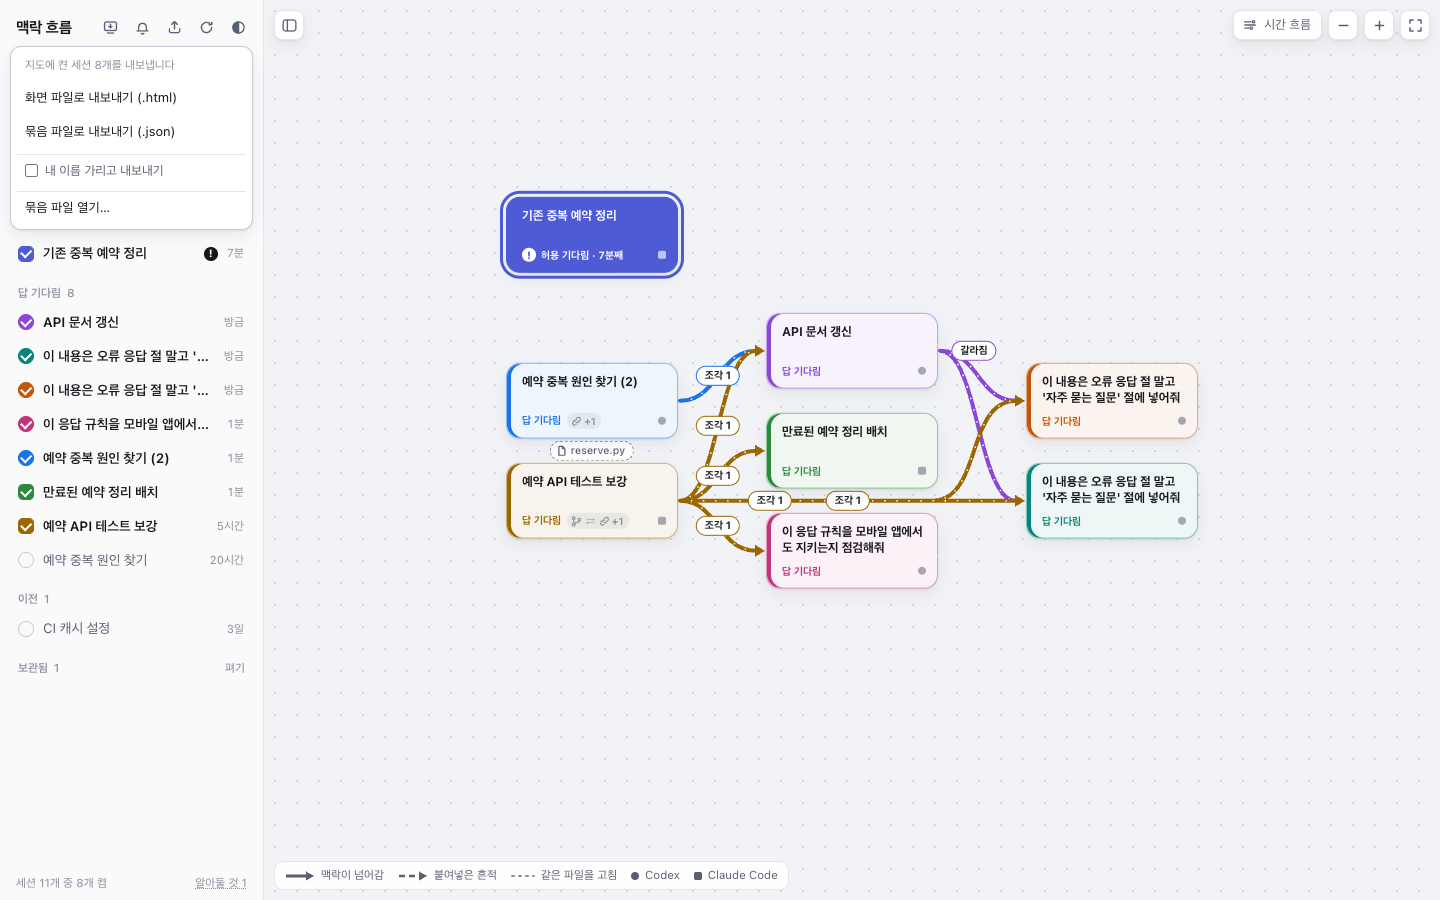 맥락 흐름
지도에 켠 세션 8개를 내보냅니다
화면 파일로 내보내기 (.html)
묶음 파일로 내보내기 (.json)
내 이름 가리고 내보내기
묶음 파일 열기...
기존 중복 예약 정리 ! 7분
답 기다림 8
API 문서 갱신 방금
이 내용은 오류 응답 절 말고 '... 방금
이 내용은 오류 응답 절 말고 '... 방금
이 응답 규칙을 모바일 앱에서... 1분
예약 중복 원인 찾기 (2) 1분
만료된 예약 정리 배치 1분
예약 API 테스트 보강 5시간
예약 중복 원인 찾기 20시간
이전 1
CI 캐시 설정 3일
보관됨 1 펴기
세션 11개 중 8개 켬 알아둘 것 1
시간 흐름
기존 중복 예약 정리
! 허용 기다림 · 7분째
예약 중복 원인 찾기 (2)
답 기다림 +1
reserve.py
예약 API 테스트 보강
답 기다림 +1
조각 1
조각 1
조각 1
조각 1
조각 1
조각 1
API 문서 갱신
답 기다림
만료된 예약 정리 배치
답 기다림
이 응답 규칙을 모바일 앱에서
도 지키는지 점검해줘
답 기다림
갈라짐
이 내용은 오류 응답 절 말고
'자주 묻는 질문' 절에 넣어줘
답 기다림
이 내용은 오류 응답 절 말고
'자주 묻는 질문' 절에 넣어줘
답 기다림
맥락이 넘어감 붙여넣은 흔적 같은 파일을 고침 Codex Claude Code